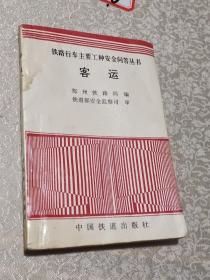 铁路行车主要工种安全问答丛书
客运
郑州铁路局 编
铁道部安全监察司 审
中国铁道出版社